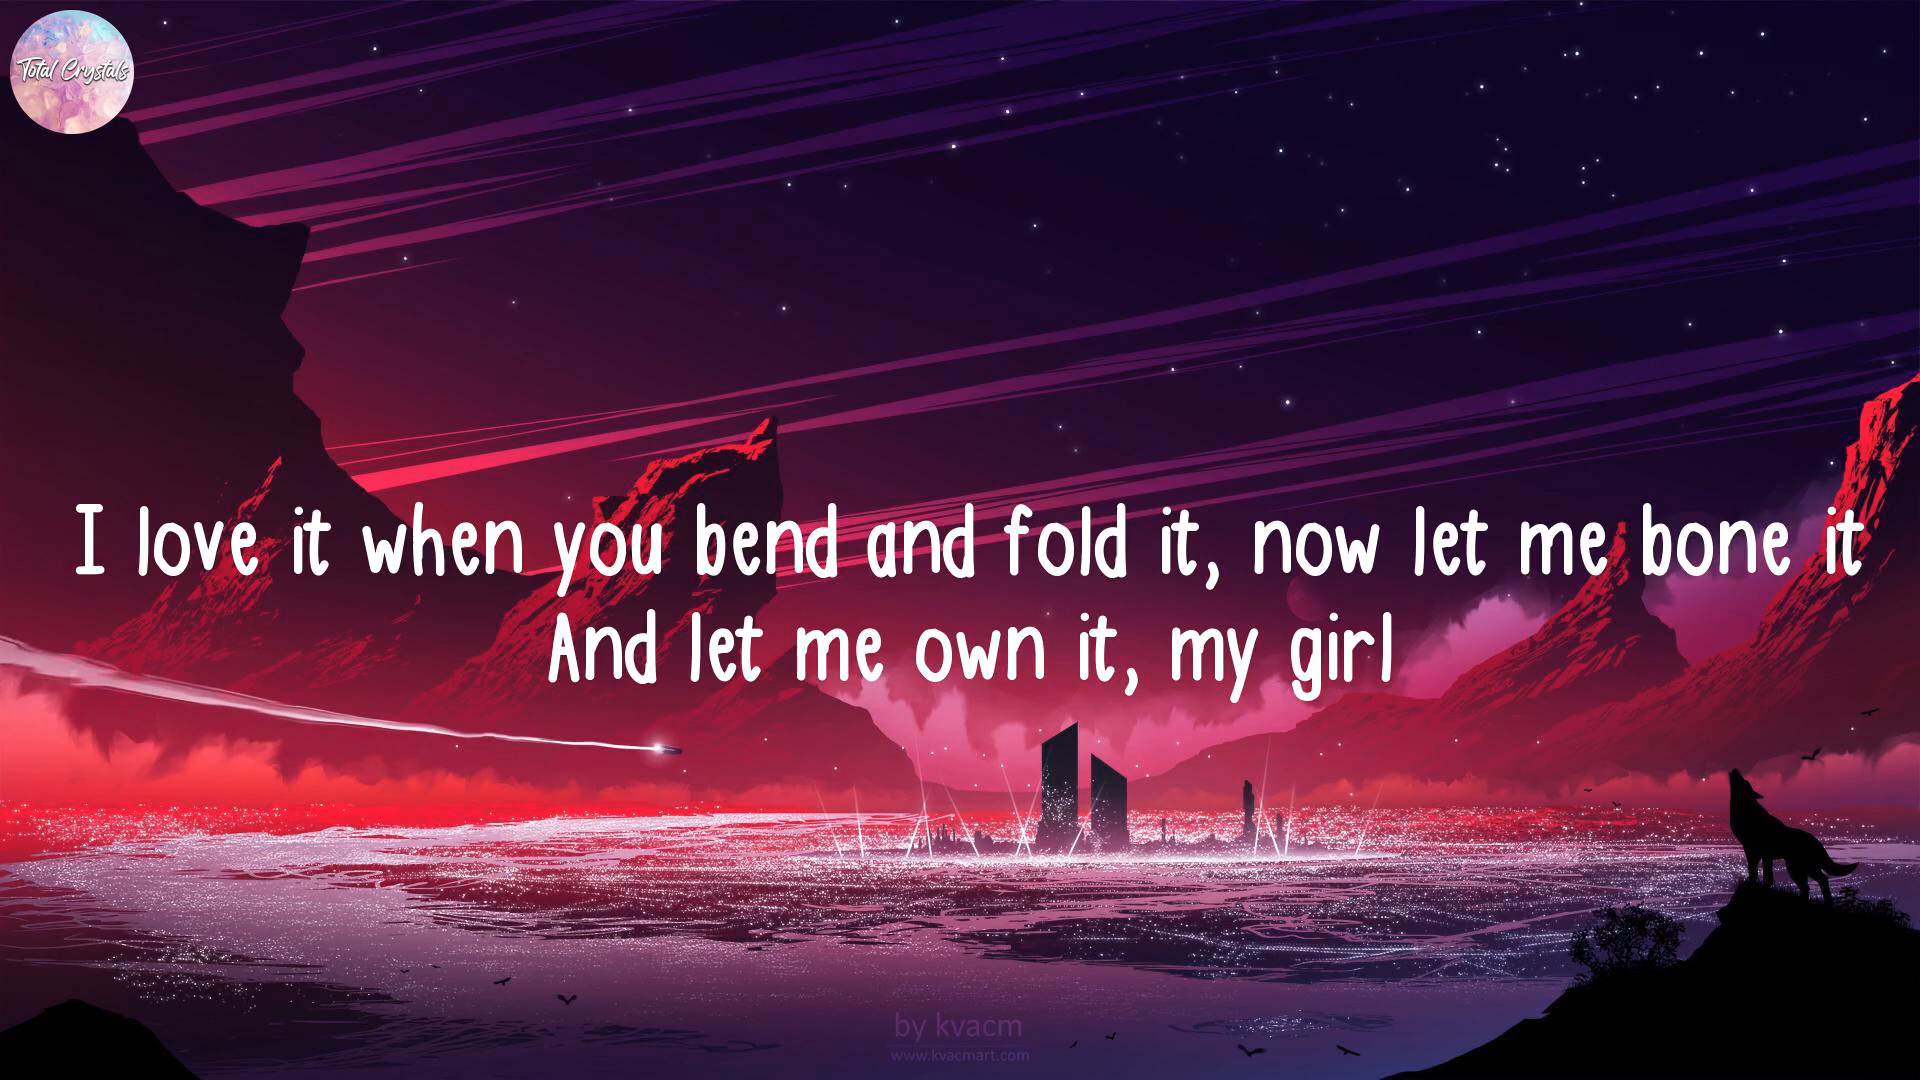 Total Crystals
I love it when you bend and fold it, now let me bone it
And let me own it, my girl
by kvacm
www.kvacmart.com